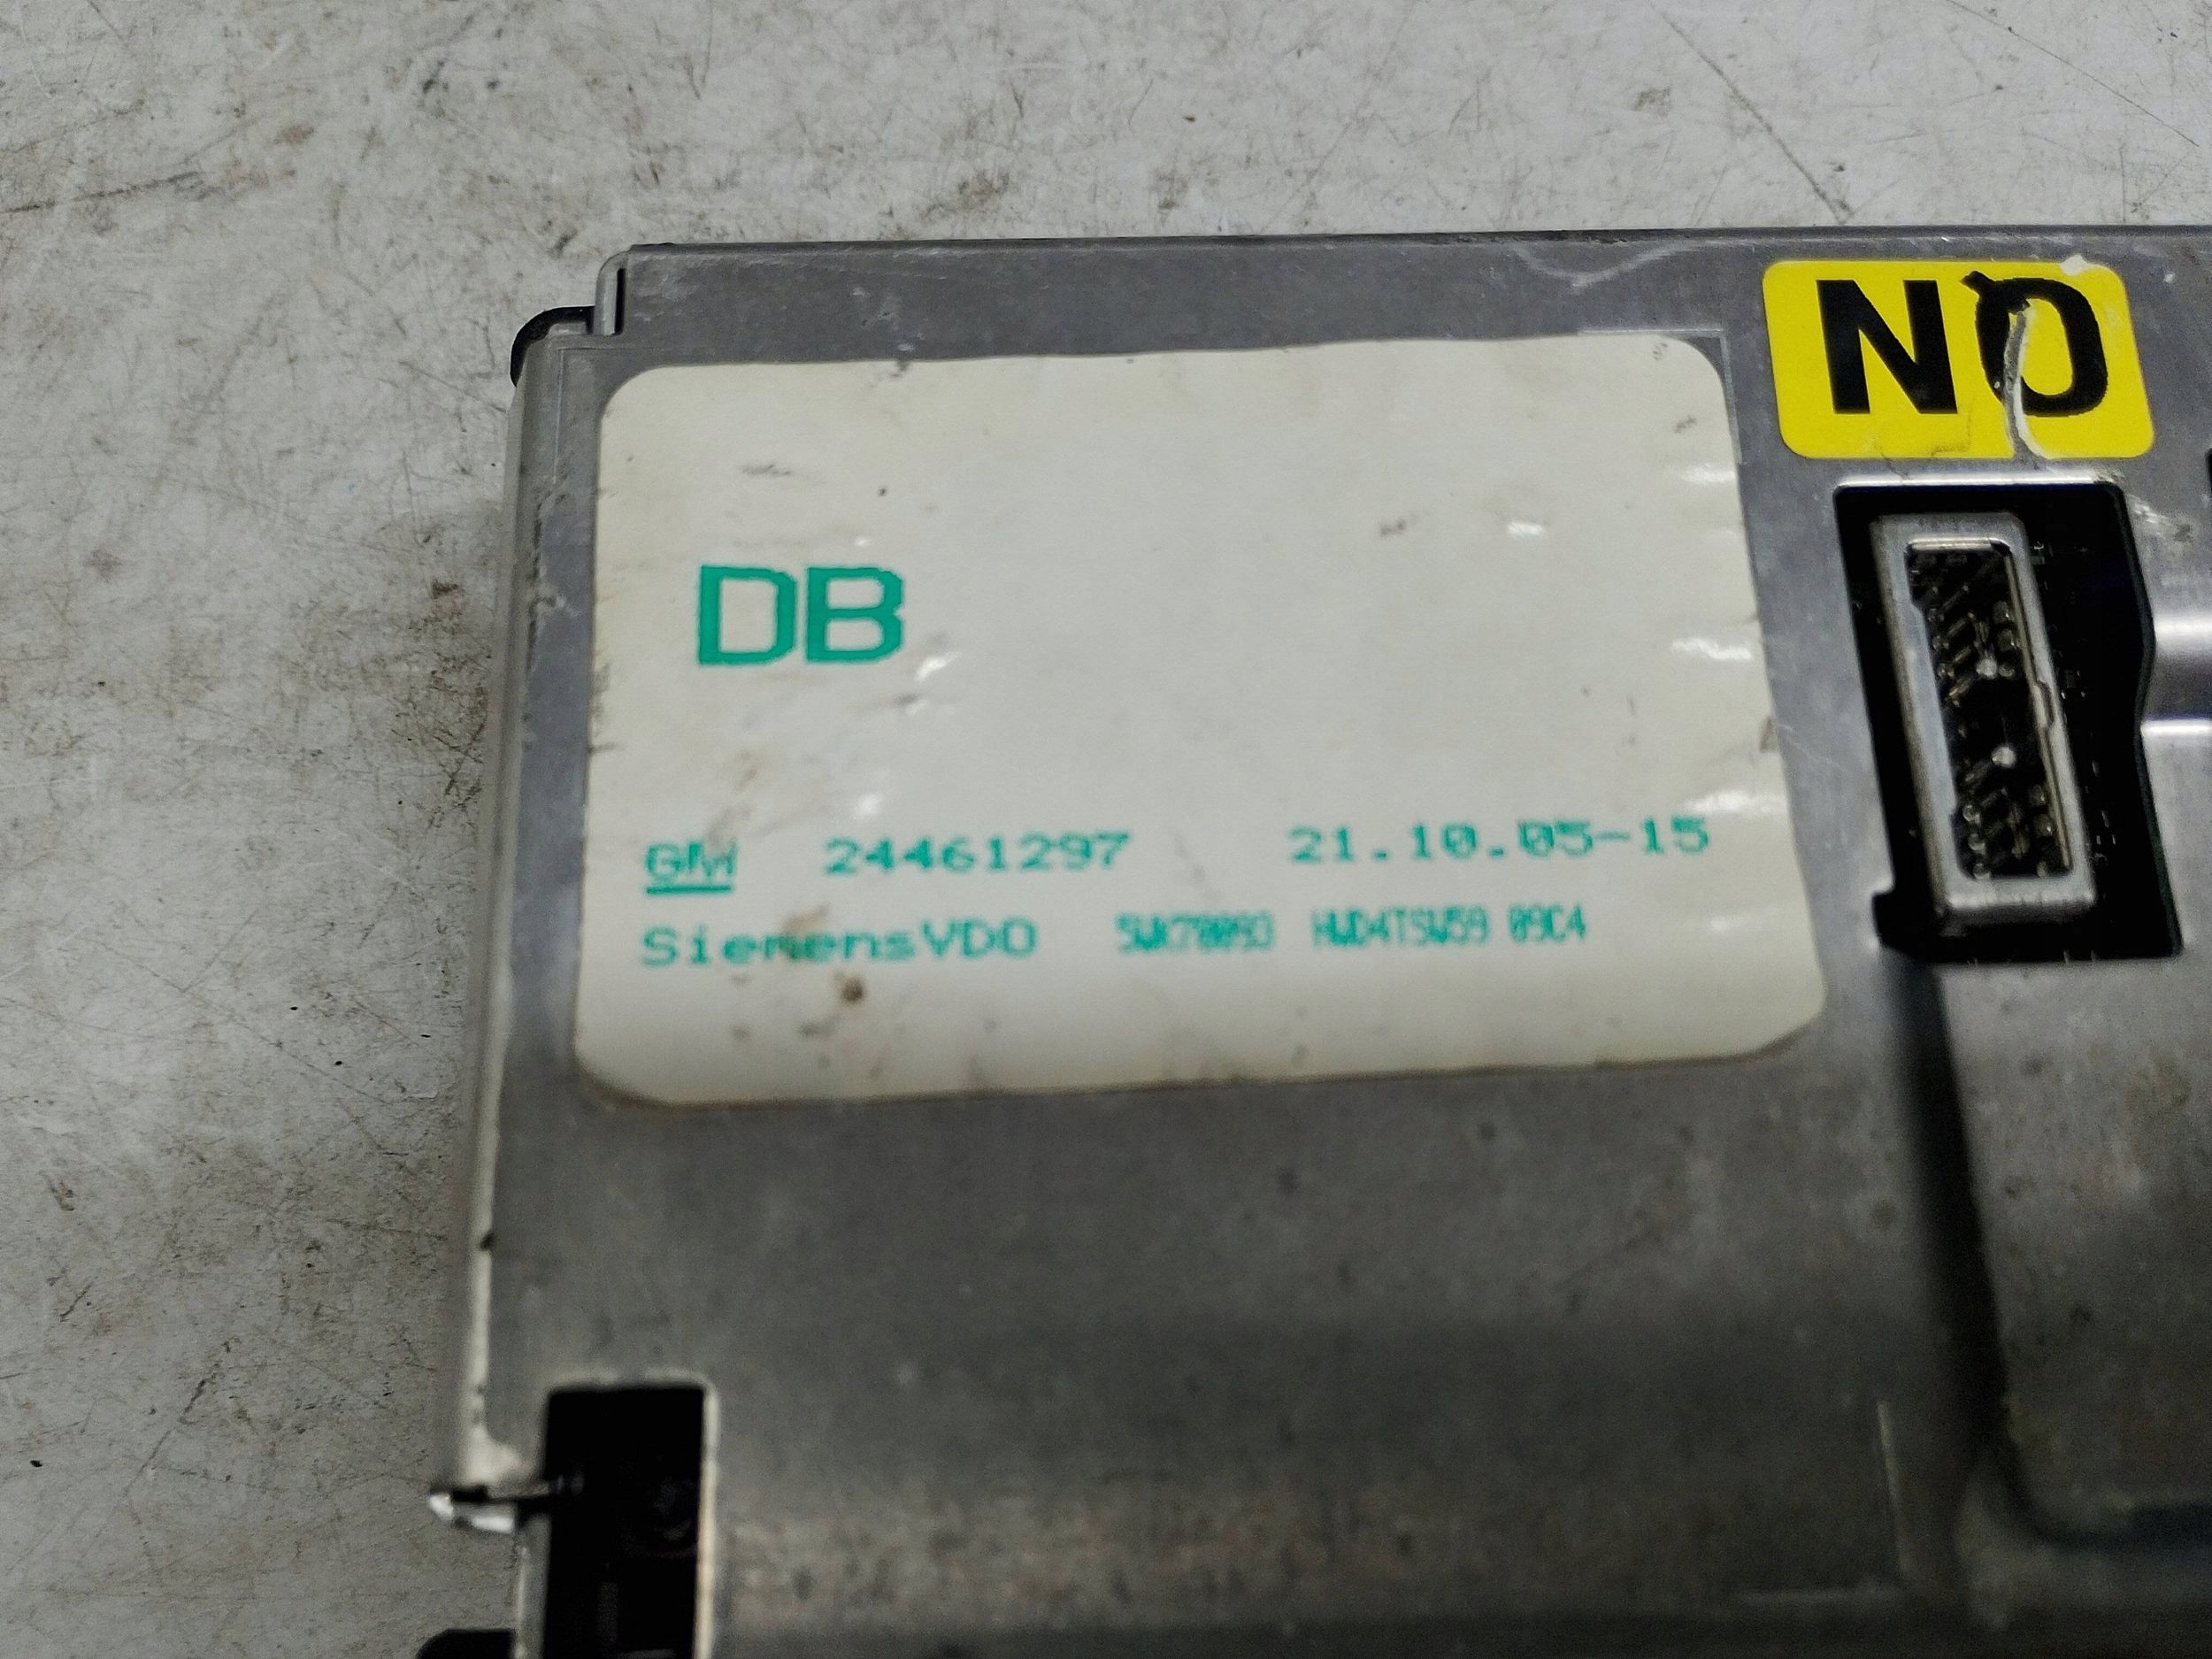 NO
DB
GM 24461297 21.10.05-15
SiemensVDO 5WK70093 HWD4TSW59 09C4